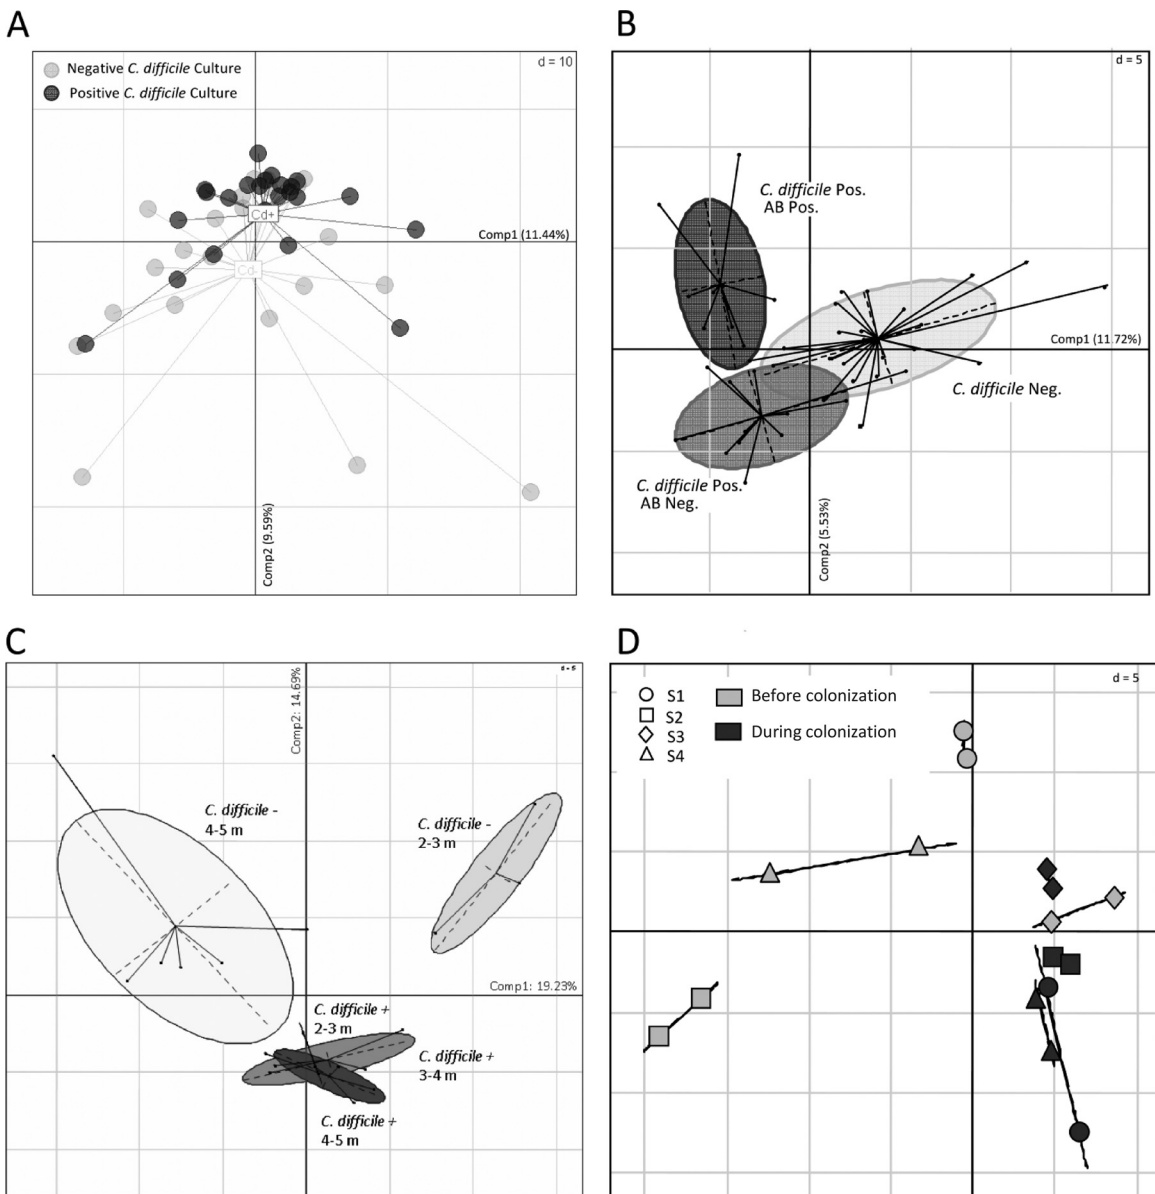 A
Negative C. difficile Culture
Positive C. difficile Culture
d = 10
Cd+
Cd-
Comp1 (11.44%)
Comp2 (9.59%)
B
d = 5
C. difficile Pos.
AB Pos.
Comp1 (11.72%)
C. difficile Neg.
C. difficile Pos.
AB Neg.
Comp2 (5.53%)
C
d = 5
Comp2: 14.69%
C. difficile -
4-5 m
C. difficile -
2-3 m
Comp1: 19.23%
C. difficile +
2-3 m
C. difficile +
3-4 m
C. difficile +
4-5 m
D
d = 5
S1
S2
S3
S4
Before colonization
During colonization